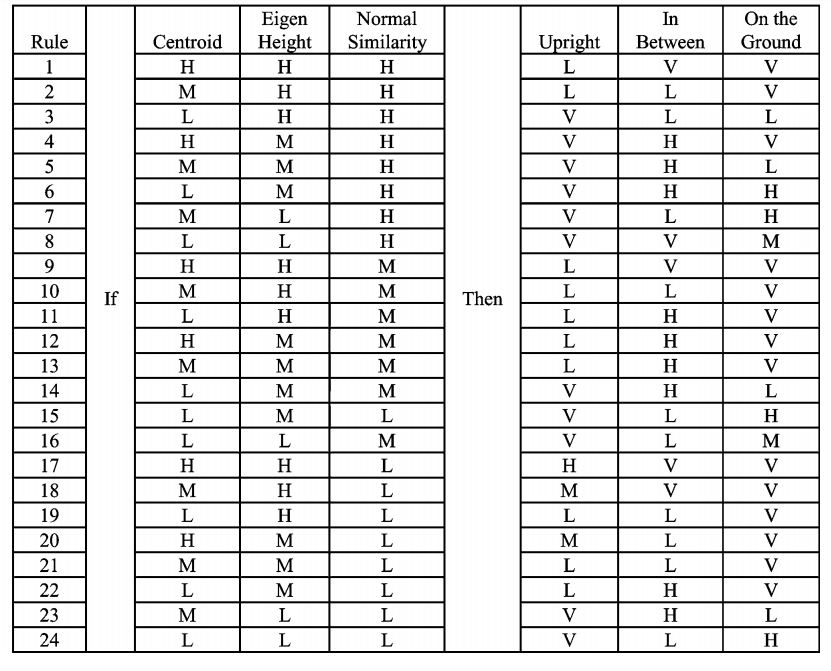 Rule If Centroid Eigen Height Normal Similarity Then Upright In Between On the Ground
1 H H H L V V
2 M H H L L V
3 L H H V L L
4 H M H V H V
5 M M H V H L
6 L M H V H H
7 M L H V L H
8 L L H V V M
9 H H M L V V
10 M H M L L V
11 L H M L H V
12 H M M L H V
13 M M M L H V
14 L M M V H L
15 L M L V L H
16 L L M V L M
17 H H L H V V
18 M H L M V V
19 L H L L L V
20 H M L M L V
21 M M L L L V
22 L M L L H V
23 M L L V H L
24 L L L V L H